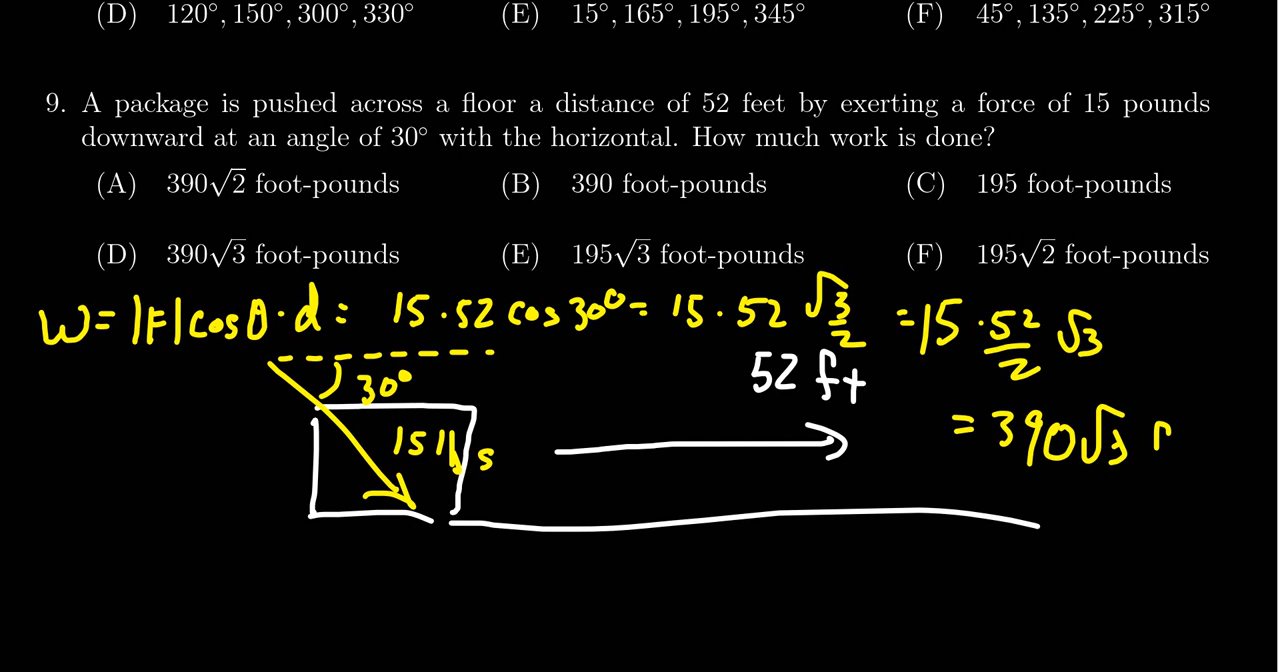 (D) 120°, 150°, 300°, 330° (E) 15°, 165°, 195°, 345° (F) 45°, 135°, 225°, 315°
9. A package is pushed across a floor a distance of 52 feet by exerting a force of 15 pounds
downward at an angle of 30° with the horizontal. How much work is done?
(A) 390√2 foot-pounds (B) 390 foot-pounds (C) 195 foot-pounds
(D) 390√3 foot-pounds (E) 195√3 foot-pounds (F) 195√2 foot-pounds
W = |F| cos θ · d = 15 · 52 cos 30° = 15 · 52 √3/2 = 15 · 52/2 √3
30°
52 ft
= 390√3
15 lbs